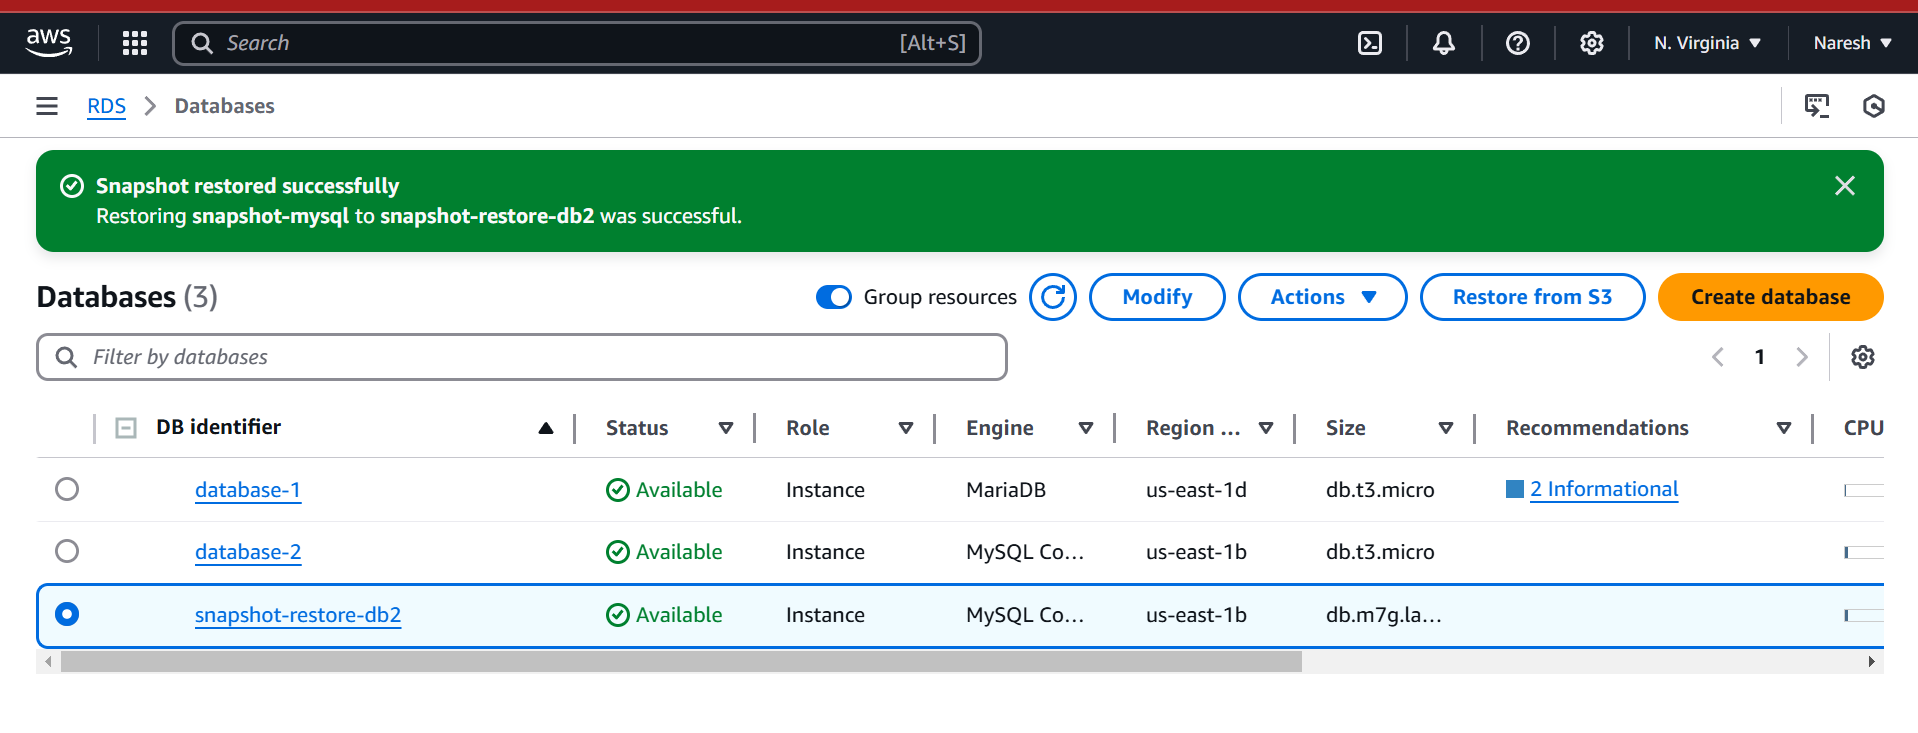 aws
Search [Alt+S] N. Virginia Naresh
RDS Databases
Snapshot restored successfully
Restoring snapshot-mysql to snapshot-restore-db2 was successful.
Databases (3) Group resources Modify Actions Restore from S3 Create database
Filter by databases 1
DB identifier Status Role Engine Region ... Size Recommendations CPU
database-1 Available Instance MariaDB us-east-1d db.t3.micro 2 Informational
database-2 Available Instance MySQL Co... us-east-1b db.t3.micro
snapshot-restore-db2 Available Instance MySQL Co... us-east-1b db.m7g.la...